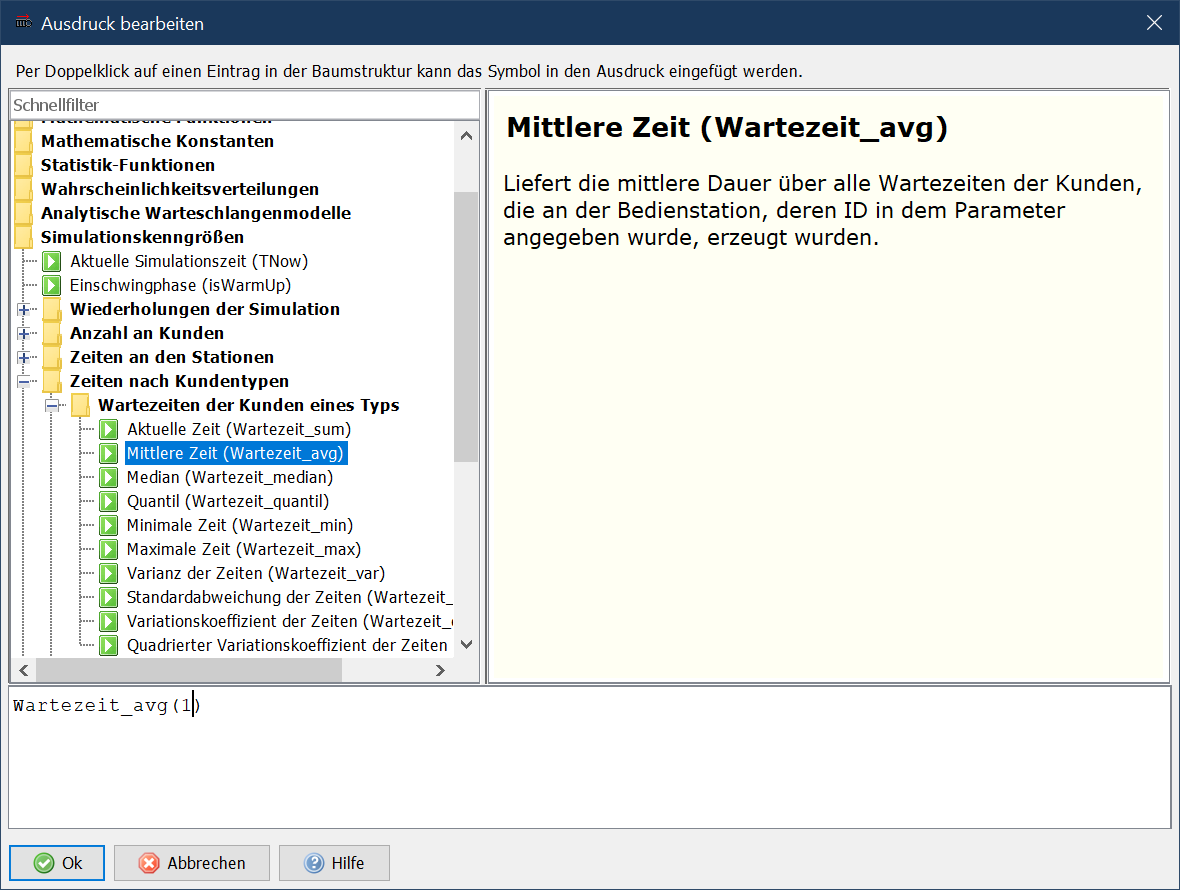 Ausdruck bearbeiten
Per Doppelklick auf einen Eintrag in der Baumstruktur kann das Symbol in den Ausdruck eingefügt werden.
Schnellfilter
Mathematische Funktionen
Mathematische Konstanten
Statistik-Funktionen
Wahrscheinlichkeitsverteilungen
Analytische Warteschlangenmodelle
Simulationskenngrößen
Aktuelle Simulationszeit (TNow)
Einschwingphase (isWarmUp)
Wiederholungen der Simulation
Anzahl an Kunden
Zeiten an den Stationen
Zeiten nach Kundentypen
Wartezeiten der Kunden eines Typs
Aktuelle Zeit (Wartezeit_sum)
Mittlere Zeit (Wartezeit_avg)
Median (Wartezeit_median)
Quantil (Wartezeit_quantil)
Minimale Zeit (Wartezeit_min)
Maximale Zeit (Wartezeit_max)
Varianz der Zeiten (Wartezeit_var)
Standardabweichung der Zeiten (Wartezeit_
Variationskoeffizient der Zeiten (Wartezeit_
Quadrierter Variationskoeffizient der Zeiten
Mittlere Zeit (Wartezeit_avg)
Liefert die mittlere Dauer über alle Wartezeiten der Kunden,
die an der Bedienstation, deren ID in dem Parameter
angegeben wurde, erzeugt wurden.
Wartezeit_avg(1)
Ok
Abbrechen
Hilfe